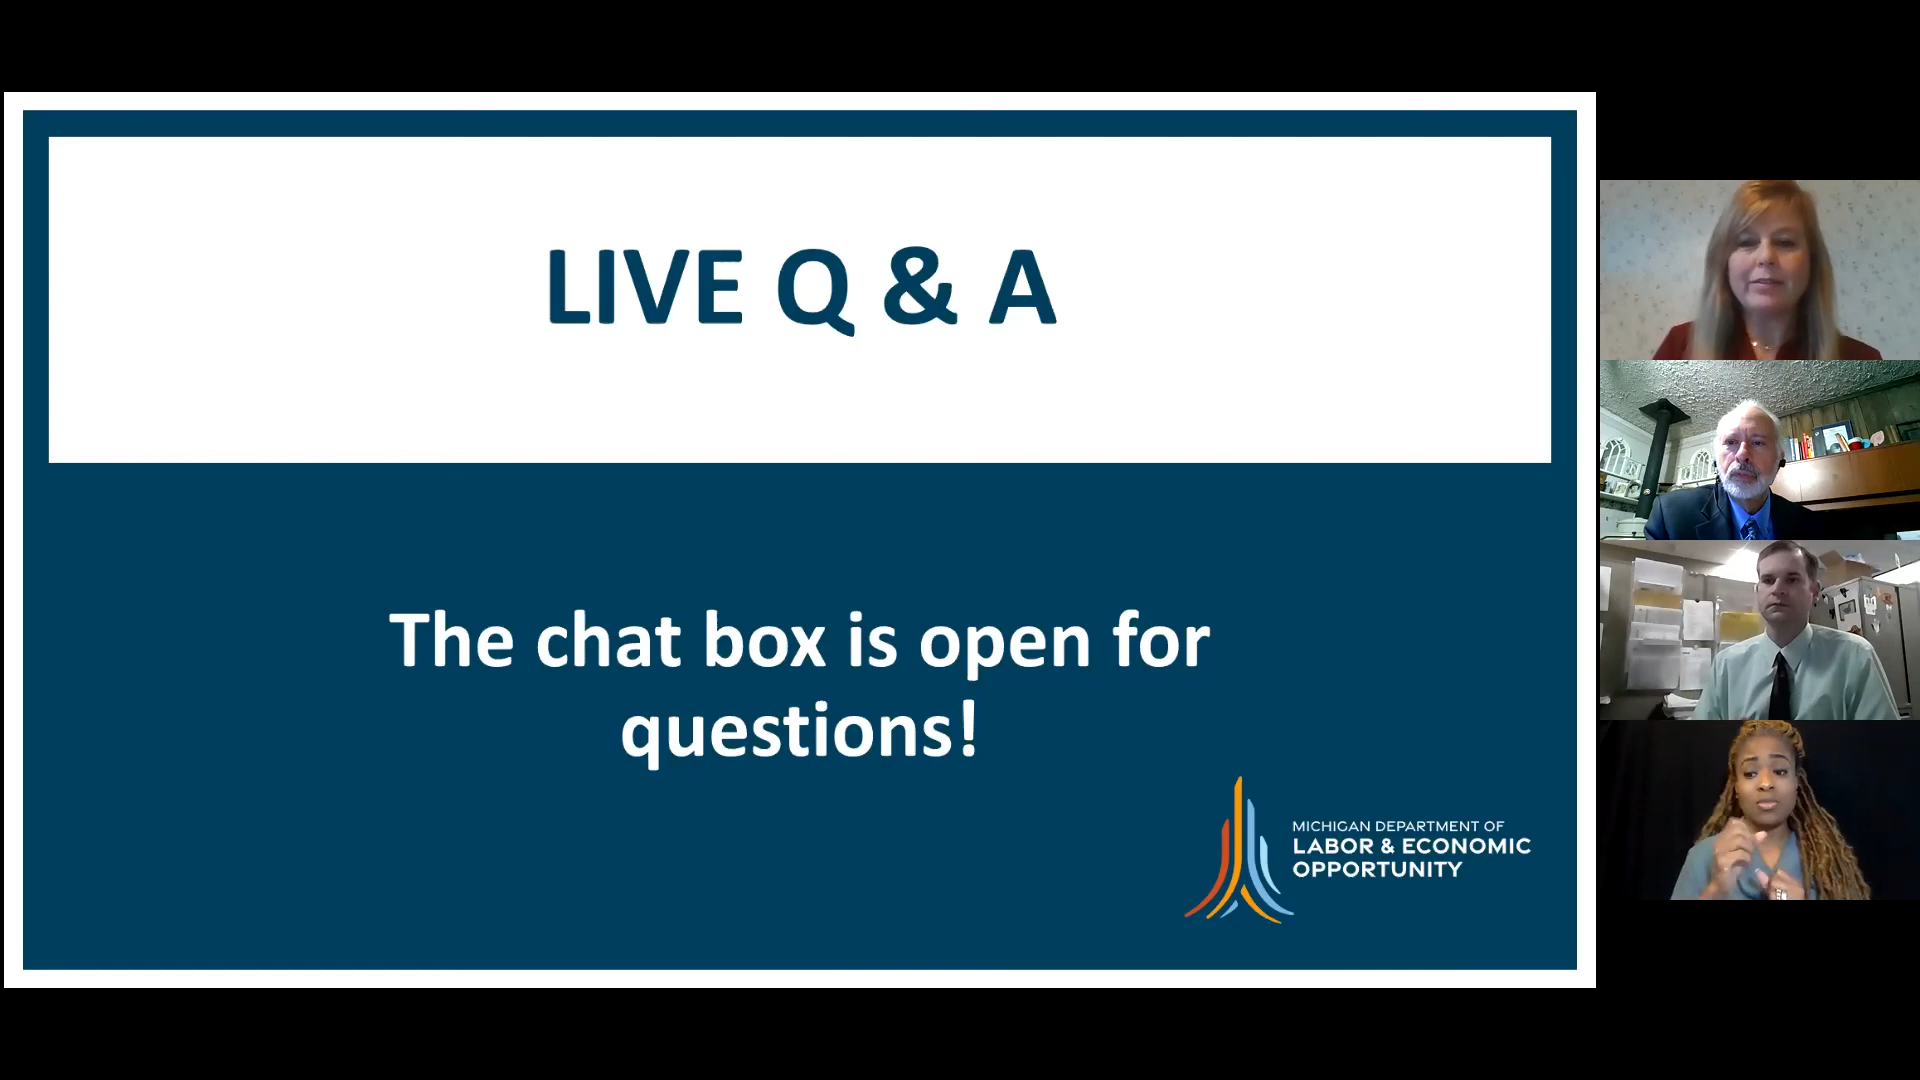 LIVE Q & A
The chat box is open for
questions!
MICHIGAN DEPARTMENT OF
LABOR & ECONOMIC
OPPORTUNITY